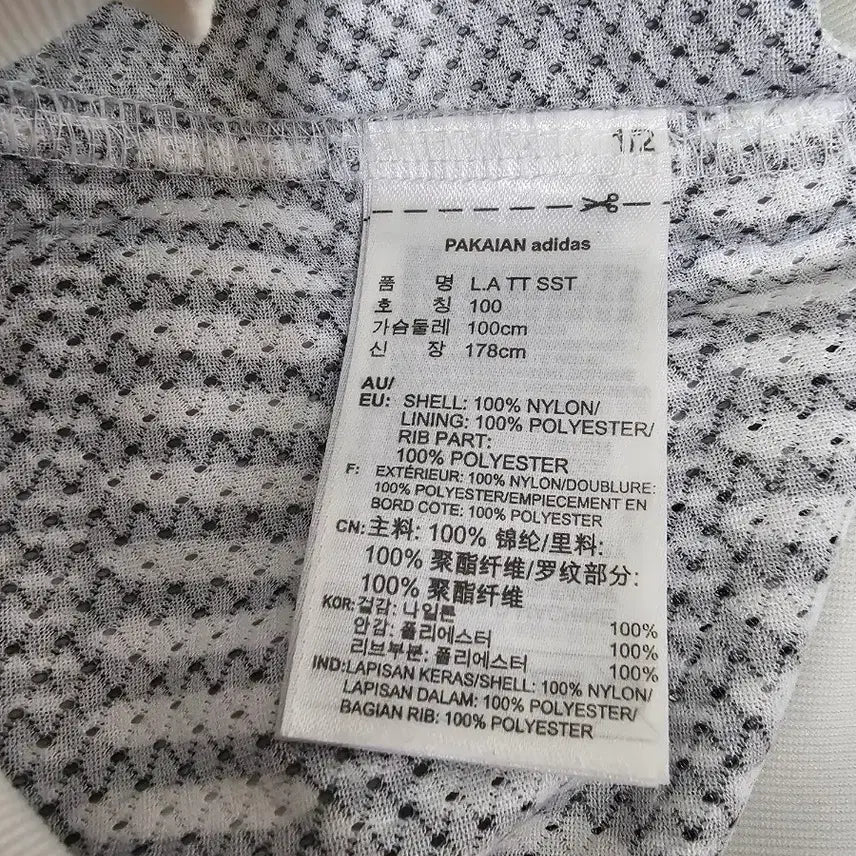 1/2
PAKAIAN adidas
품 명 L.A TT SST
호 칭 100
가슴둘레 100cm
신 장 178cm
AU/
EU: SHELL: 100% NYLON/
LINING: 100% POLYESTER/
RIB PART:
100% POLYESTER
F: EXTÉRIEUR: 100% NYLON/DOUBLURE:
100% POLYESTER/EMPIECEMENT EN
BORD COTE: 100% POLYESTER
CN: 主料: 100% 锦纶/里料:
100% 聚酯纤维/罗纹部分:
100% 聚酯纤维
KOR: 겉감: 나일론 100%
안감: 폴리에스터 100%
리브부분: 폴리에스터 100%
IND: LAPISAN KERAS/SHELL: 100% NYLON/
LAPISAN DALAM: 100% POLYESTER/
BAGIAN RIB: 100% POLYESTER